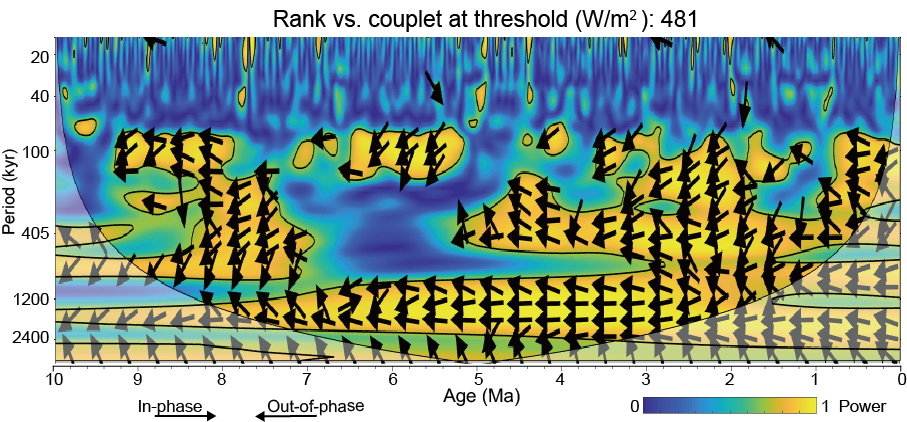 Rank vs. couplet at threshold (W/m²): 481
Period (kyr)
20
40
100
405
1200
2400
10 9 8 7 6 5 4 3 2 1 0
Age (Ma)
In-phase Out-of-phase
0 1 Power